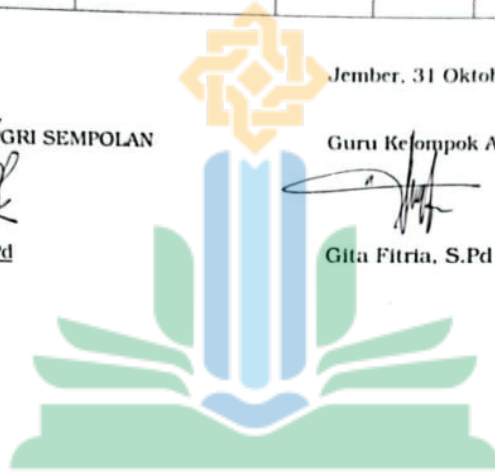 Jember, 31 Oktob
GRI SEMPOLAN
Guru Kelompok A
d
Gita Fitria, S.Pd